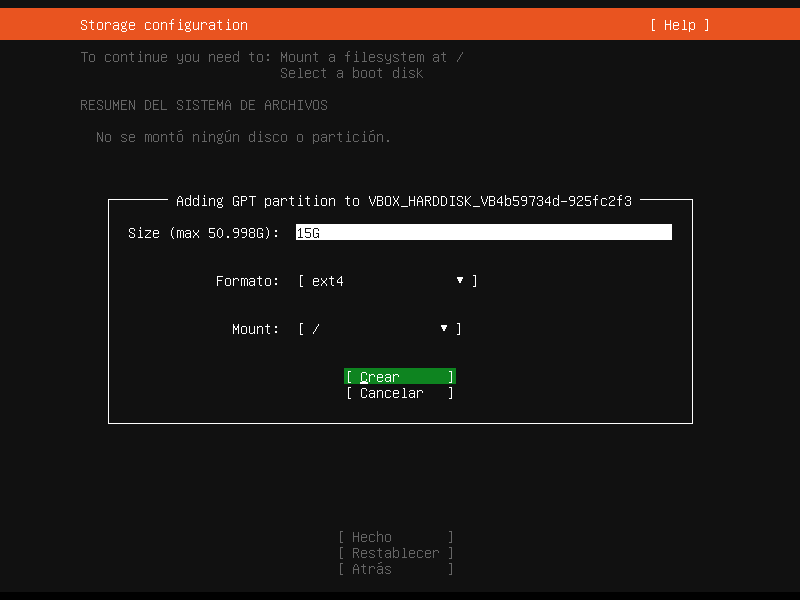 Storage configuration [ Help ]
To continue you need to: Mount a filesystem at /
Select a boot disk
RESUMEN DEL SISTEMA DE ARCHIVOS
No se montó ningún disco o partición.
Adding GPT partition to VBOX_HARDDISK_VB4b59734d-925fc2f3
Size (max 50.998G): 15G
Formato: [ ext4 ▾ ]
Mount: [ / ▾ ]
[ Crear ]
[ Cancelar ]
[ Hecho ]
[ Restablecer ]
[ Atrás ]